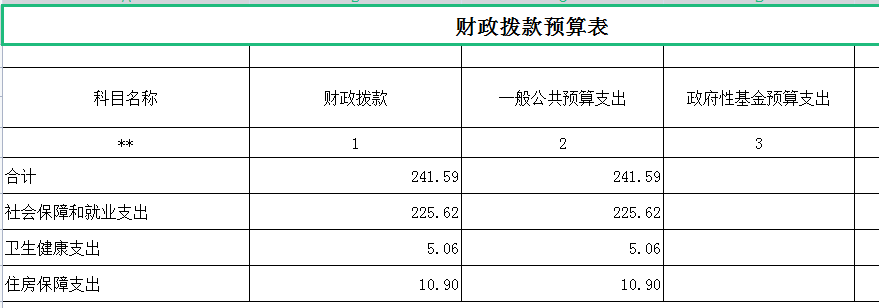 财政拨款预算表
科目名称 财政拨款 一般公共预算支出 政府性基金预算支出
** 1 2 3
合计 241.59 241.59
社会保障和就业支出 225.62 225.62
卫生健康支出 5.06 5.06
住房保障支出 10.90 10.90